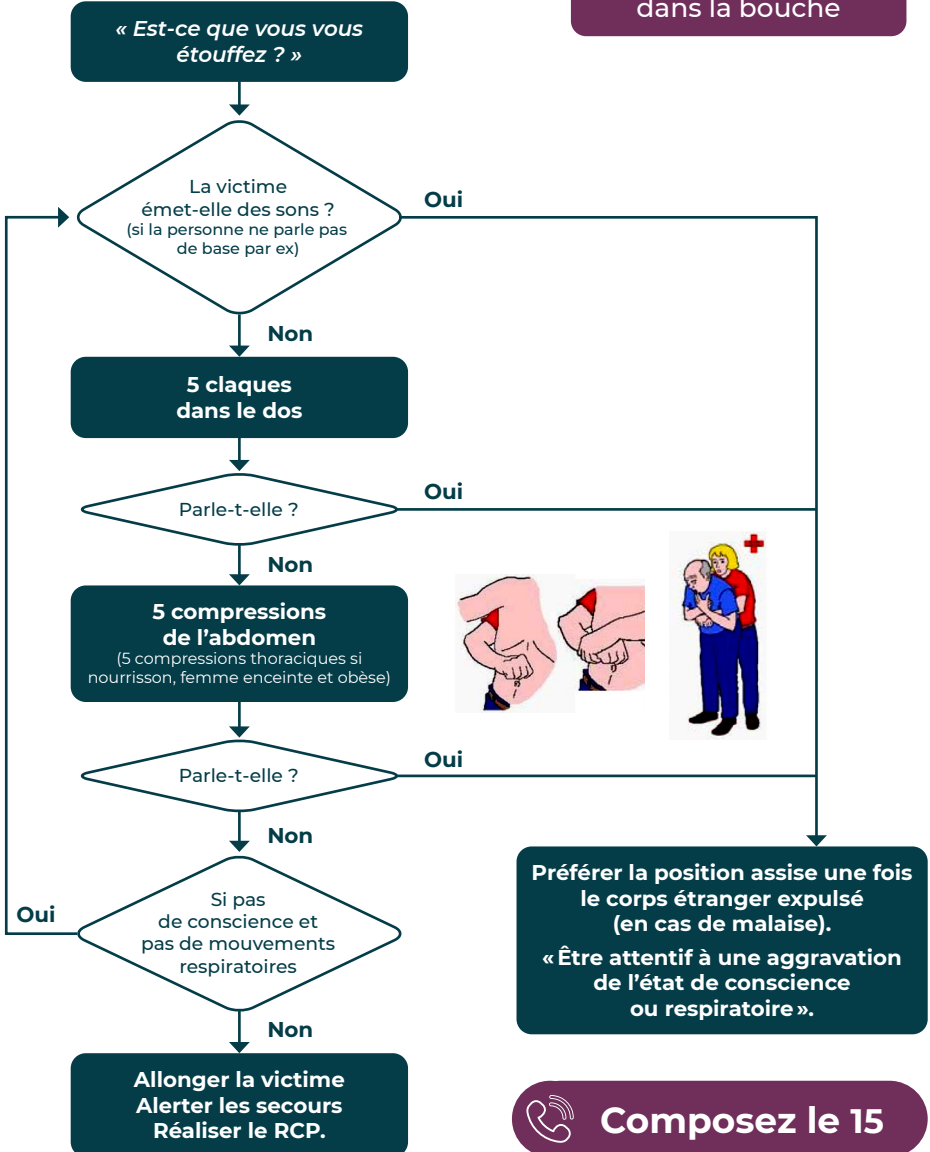 dans la bouche
« Est-ce que vous vous
étouffez ? »
La victime
émet-elle des sons ?
(si la personne ne parle pas
de base par ex)
Oui
Non
5 claques
dans le dos
Parle-t-elle ?
Oui
Non
5 compressions
de l’abdomen
(5 compressions thoraciques si
nourrisson, femme enceinte et obèse)
Parle-t-elle ?
Oui
Non
Si pas
de conscience et
pas de mouvements
respiratoires
Oui
Non
Allonger la victime
Alerter les secours
Réaliser le RCP.
Préférer la position assise une fois
le corps étranger expulsé
(en cas de malaise).
« Être attentif à une aggravation
de l’état de conscience
ou respiratoire ».
Composez le 15